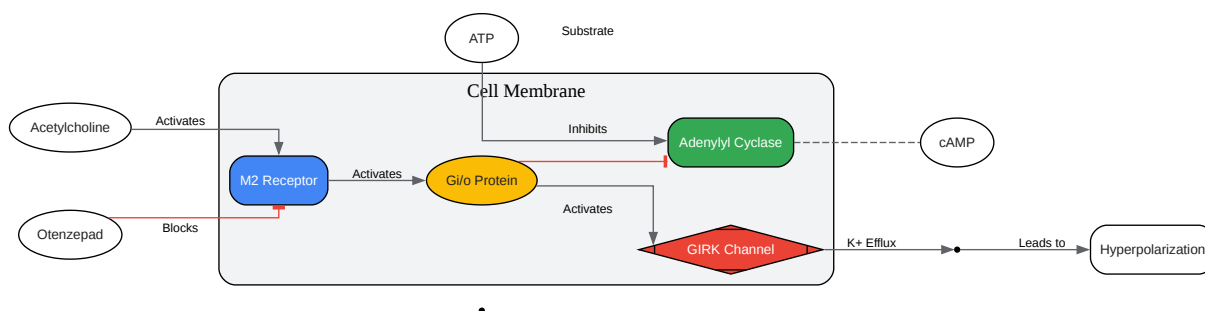 ATP
Substrate
Cell Membrane
Acetylcholine
Activates
Inhibits
Adenylyl Cyclase
cAMP
M2 Receptor
Activates
Gi/o Protein
Otenzepad
Blocks
Activates
GIRK Channel
K+ Efflux
Leads to
Hyperpolarization